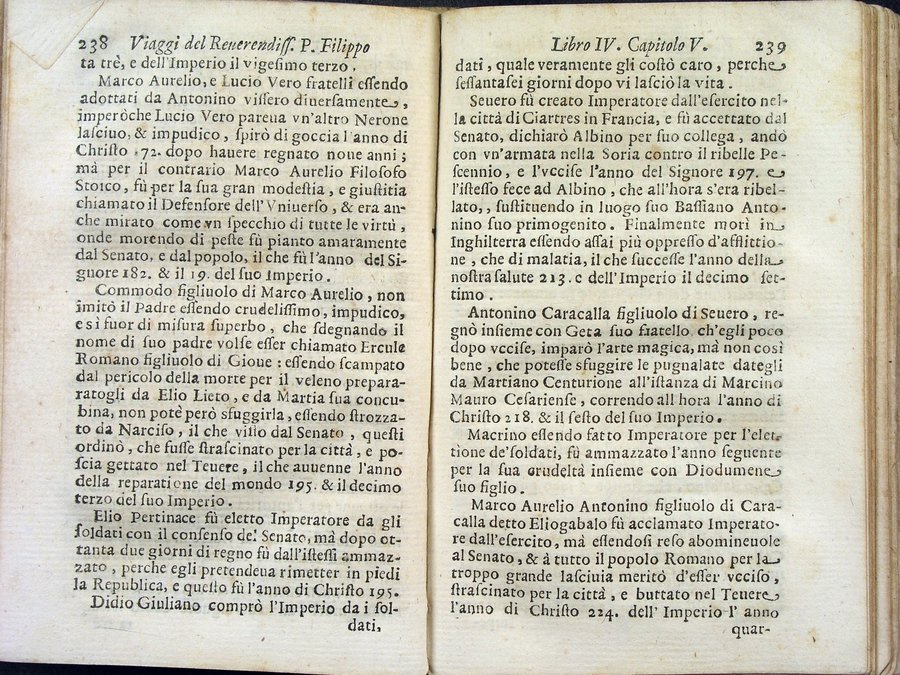 238 Viaggi del Reuerendiſſ. P. Filippo
ta trè, e dell'Imperio il vigeſimo terzo.
Marco Aurelio, e Lucio Vero fratelli eſſendo
adottati da Antonino viſſero diuerſamente,
imperòche Lucio Vero pareua vn'altro Nerone
laſciuo, & impudico, ſpirò di goccia l'anno di
Chriſto 172. dopo hauere regnato noue anni;
mà per il contrario Marco Aurelio Filoſofo
Stoico, fù per la ſua gran modeſtia, e giuſtitia
chiamato il Defenſore dell'Vniuerſo, & era an-
che mirato come vn ſpecchio di tutte le virtù,
onde morendo di peſte fù pianto amaramente
dal Senato, e dal popolo, il che fù l'anno del Si-
gnore 182. & il 19. del ſuo Imperio.
Commodo figliuolo di Marco Aurelio, non
imitò il Padre eſſendo crudeliſſimo, impudico,
e sì fuor di miſura ſuperbo, che ſdegnando il
nome di ſuo padre volſe eſſer chiamato Ercule
Romano figliuolo di Gioue: eſſendo ſcampato
dal pericolo della morte per il veleno prepara-
ratogli da Elio Lieto, e da Martia ſua concu-
bina, non potè però sfuggirla, eſſendo ſtrozza-
to da Narciſo, il che viſto dal Senato, queſti
ordinò, che fuſſe ſtraſcinato per la città, e po-
ſcia gettato nel Teuere, il che auuenne l'anno
della reparatione del mondo 195. & il decimo
terzo del ſuo Imperio.
Elio Pertinace fù eletto Imperatore da gli
ſoldati con il conſenſo del Senato, mà dopo ot-
tanta due giorni di regno fù dall'iſteſſi ammaz-
zato, perche egli pretendeua rimetter in piedi
la Republica, e queſto fù l'anno di Chriſto 195.
Didio Giuliano comprò l'Imperio da i ſol-
dati,
Libro IV. Capitolo V. 239
dati, quale veramente gli coſtò caro, perche
ſeſſantaſei giorni dopo vi laſciò la vita.
Seuero fù creato Imperatore dall'eſercito nel-
la città di Ciartres in Francia, e fù accettato dal
Senato, dichiarò Albino per ſuo collega, andò
con vn'armata nella Soria contro il ribelle Pe-
ſcennio, e l'vcciſe l'anno del Signore 197. e
l'iſteſſo fece ad Albino, che all'hora s'era ribel-
lato,, ſuſtituendo in luogo ſuo Baſſiano Anto-
nino ſuo primogenito. Finalmente morì in
Inghilterra eſſendo aſſai più oppreſſo d'afflittio-
ne, che di malatia, il che ſucceſſe l'anno della
noſtra ſalute 213. e dell'Imperio il decimo ſet-
timo.
Antonino Caracalla figliuolo di Seuero, re-
gnò inſieme con Geta ſuo fratello, ch'egli poco
dopo vcciſe, imparò l'arte magica, mà non così
bene, che poteſſe sfuggire le pugnalate dategli
da Martiano Centurione all'iſtanza di Marcino
Mauro Ceſarienſe, correndo all hora l'anno di
Chriſto 218. & il ſeſto del ſuo Imperio.
Macrino eſſendo fatto Imperatore per l'elet-
tione de'ſoldati, fù ammazzato l'anno ſeguente
per la ſua crudeltà inſieme con Diodumene
ſuo figlio.
Marco Aurelio Antonino figliuolo di Cara-
calla detto Eliogabalo fù acclamato Imperato-
re dall'eſercito, mà eſſendoſi reſo abomineuole
al Senato, & à tutto il popolo Romano per la
troppo grande laſciuia meritò d'eſſer vcciſo,
ſtraſcinato per la città, e buttato nel Teuere
l'anno di Chriſto 224. dell'Imperio l'anno
quar-